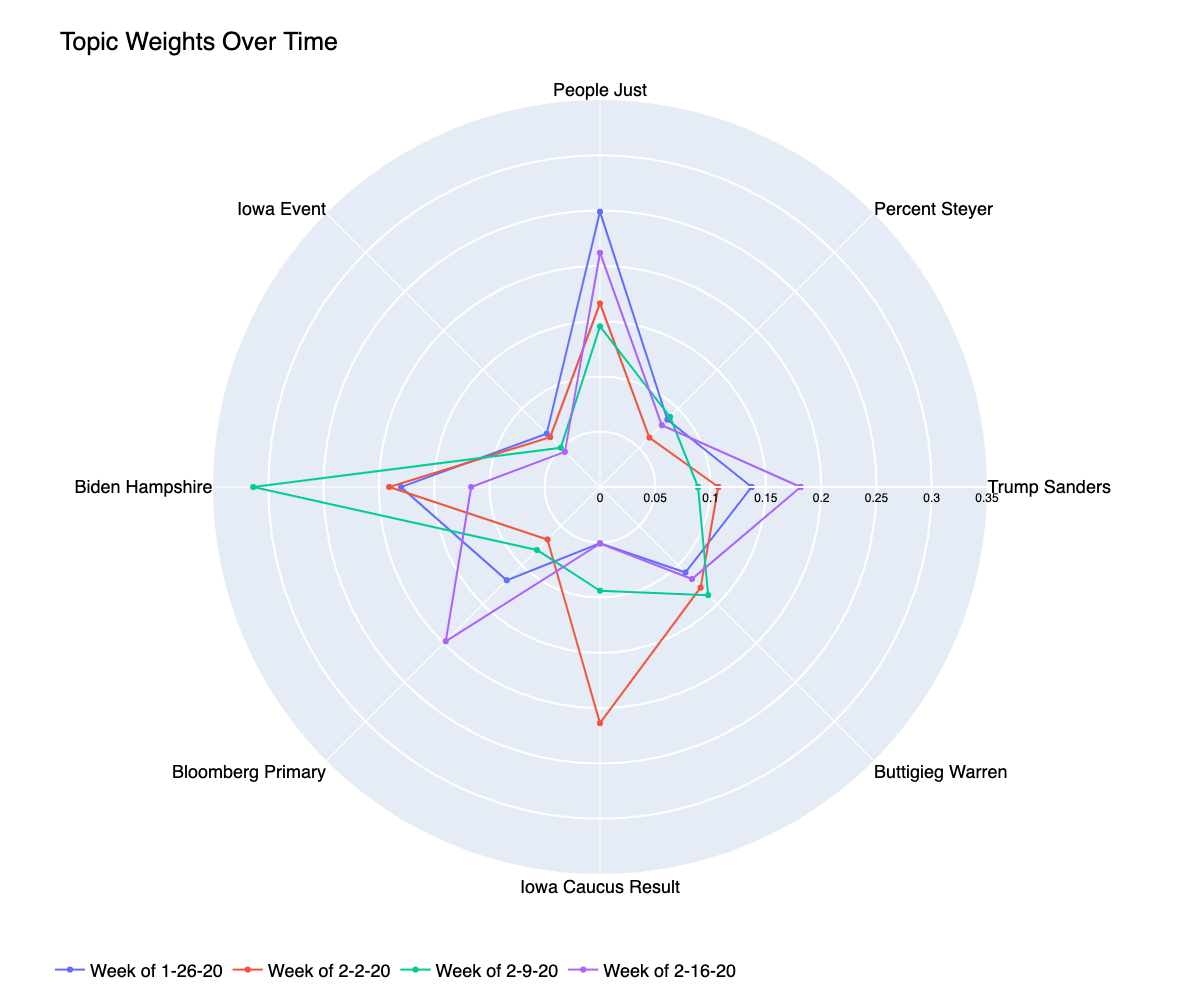 Topic Weights Over Time
People Just
Iowa Event
Percent Steyer
Biden Hampshire
Trump Sanders
0 0.05 0.1 0.15 0.2 0.25 0.3 0.35
Bloomberg Primary
Buttigieg Warren
Iowa Caucus Result
Week of 1-26-20 Week of 2-2-20 Week of 2-9-20 Week of 2-16-20